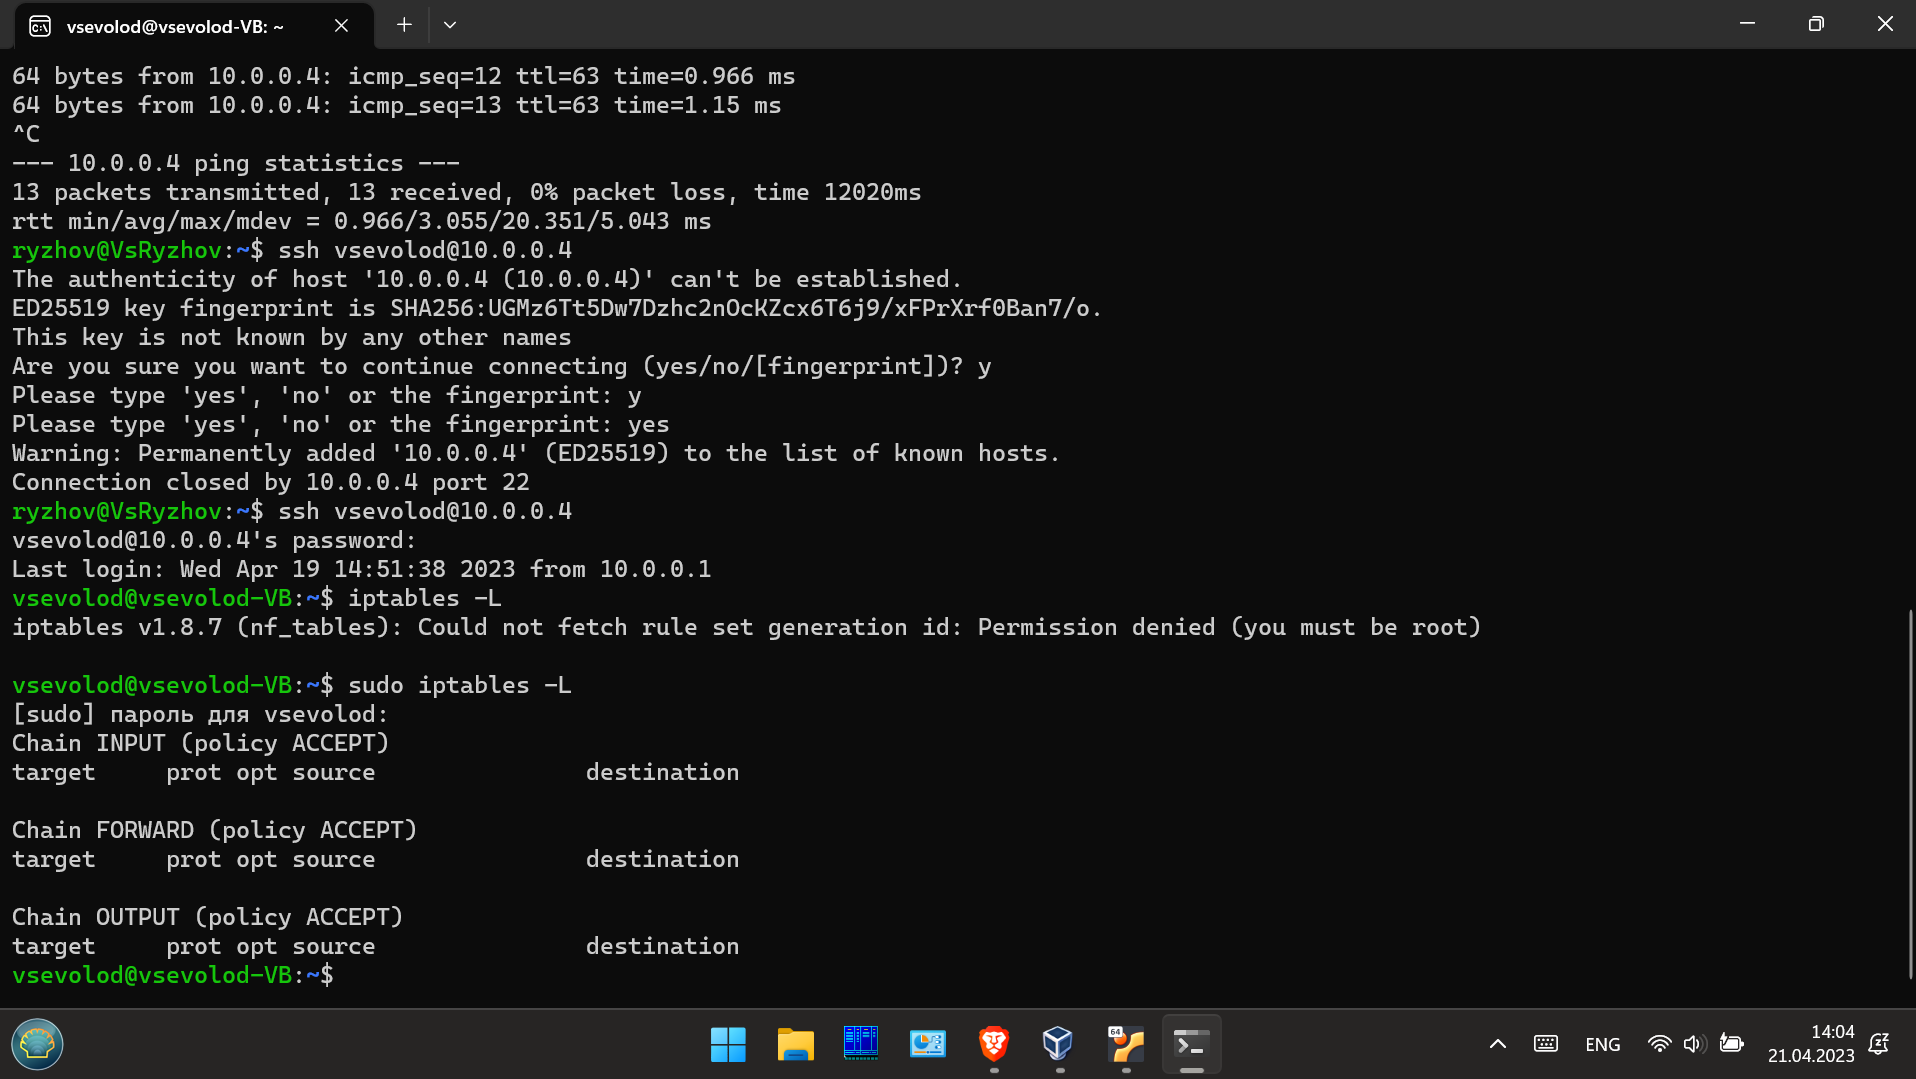 vsevolod@vsevolod-VB: ~
64 bytes from 10.0.0.4: icmp_seq=12 ttl=63 time=0.966 ms
64 bytes from 10.0.0.4: icmp_seq=13 ttl=63 time=1.15 ms
^C
--- 10.0.0.4 ping statistics ---
13 packets transmitted, 13 received, 0% packet loss, time 12020ms
rtt min/avg/max/mdev = 0.966/3.055/20.351/5.043 ms
ryzhov@VsRyzhov:~$ ssh vsevolod@10.0.0.4
The authenticity of host '10.0.0.4 (10.0.0.4)' can't be established.
ED25519 key fingerprint is SHA256:UGMz6Tt5Dw7Dzhc2nOcKZcx6T6j9/xFPrXrf0Ban7/o.
This key is not known by any other names
Are you sure you want to continue connecting (yes/no/[fingerprint])? y
Please type 'yes', 'no' or the fingerprint: y
Please type 'yes', 'no' or the fingerprint: yes
Warning: Permanently added '10.0.0.4' (ED25519) to the list of known hosts.
Connection closed by 10.0.0.4 port 22
ryzhov@VsRyzhov:~$ ssh vsevolod@10.0.0.4
vsevolod@10.0.0.4's password:
Last login: Wed Apr 19 14:51:38 2023 from 10.0.0.1
vsevolod@vsevolod-VB:~$ iptables -L
iptables v1.8.7 (nf_tables): Could not fetch rule set generation id: Permission denied (you must be root)
vsevolod@vsevolod-VB:~$ sudo iptables -L
[sudo] пароль для vsevolod:
Chain INPUT (policy ACCEPT)
target     prot opt source               destination
Chain FORWARD (policy ACCEPT)
target     prot opt source               destination
Chain OUTPUT (policy ACCEPT)
target     prot opt source               destination
vsevolod@vsevolod-VB:~$
64
ENG
14:04
21.04.2023